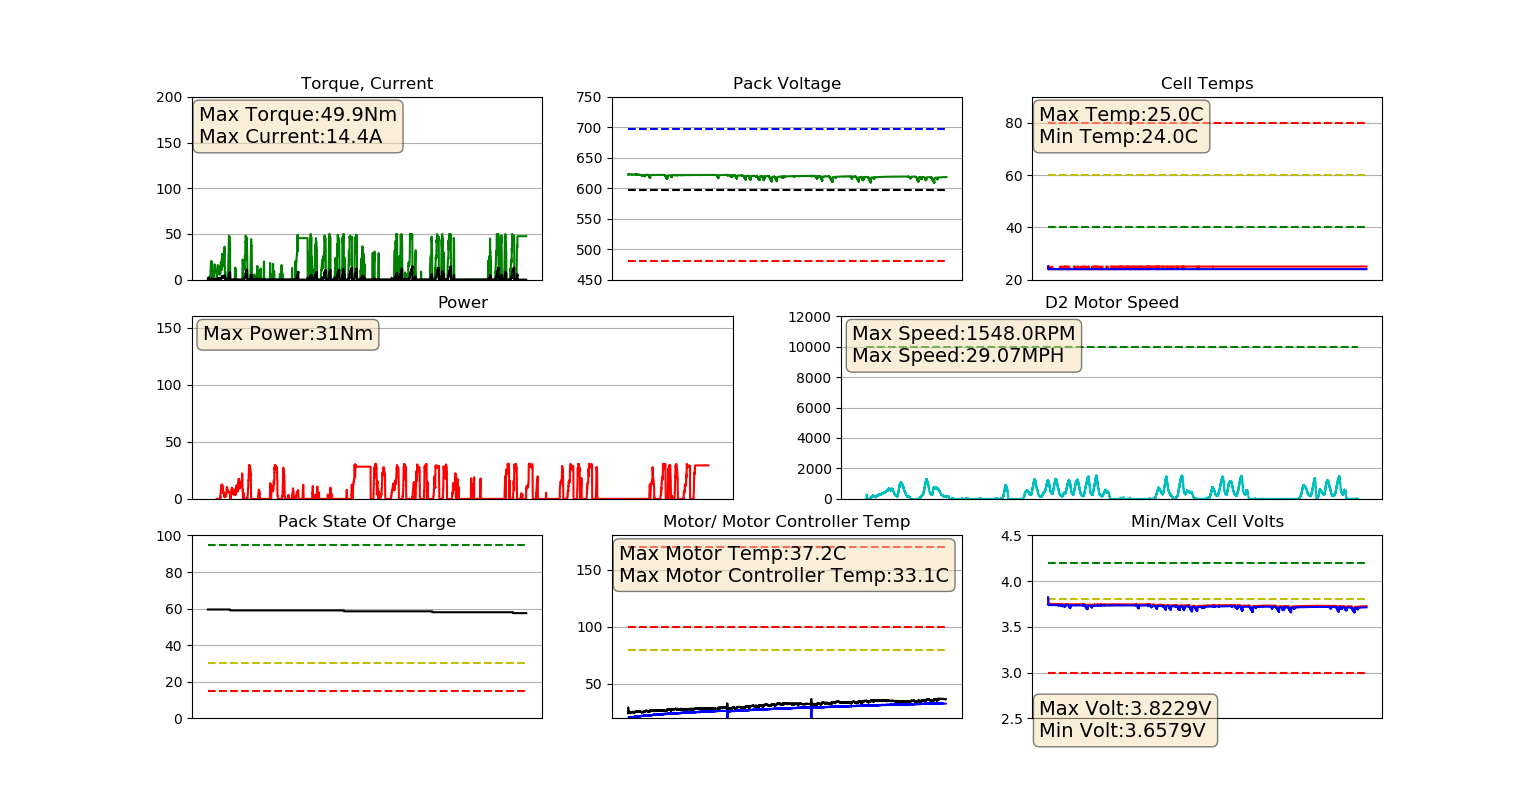 Torque, Current
200
150
100
50
0
Max Torque:49.9Nm
Max Current:14.4A
Pack Voltage
750
700
650
600
550
500
450
Cell Temps
80
60
40
20
Max Temp:25.0C
Min Temp:24.0C
Power
150
100
50
0
Max Power:31Nm
D2 Motor Speed
12000
10000
8000
6000
4000
2000
0
Max Speed:1548.0RPM
Max Speed:29.07MPH
Pack State Of Charge
100
80
60
40
20
0
Motor/ Motor Controller Temp
150
100
50
Max Motor Temp:37.2C
Max Motor Controller Temp:33.1C
Min/Max Cell Volts
4.5
4.0
3.5
3.0
2.5
Max Volt:3.8229V
Min Volt:3.6579V